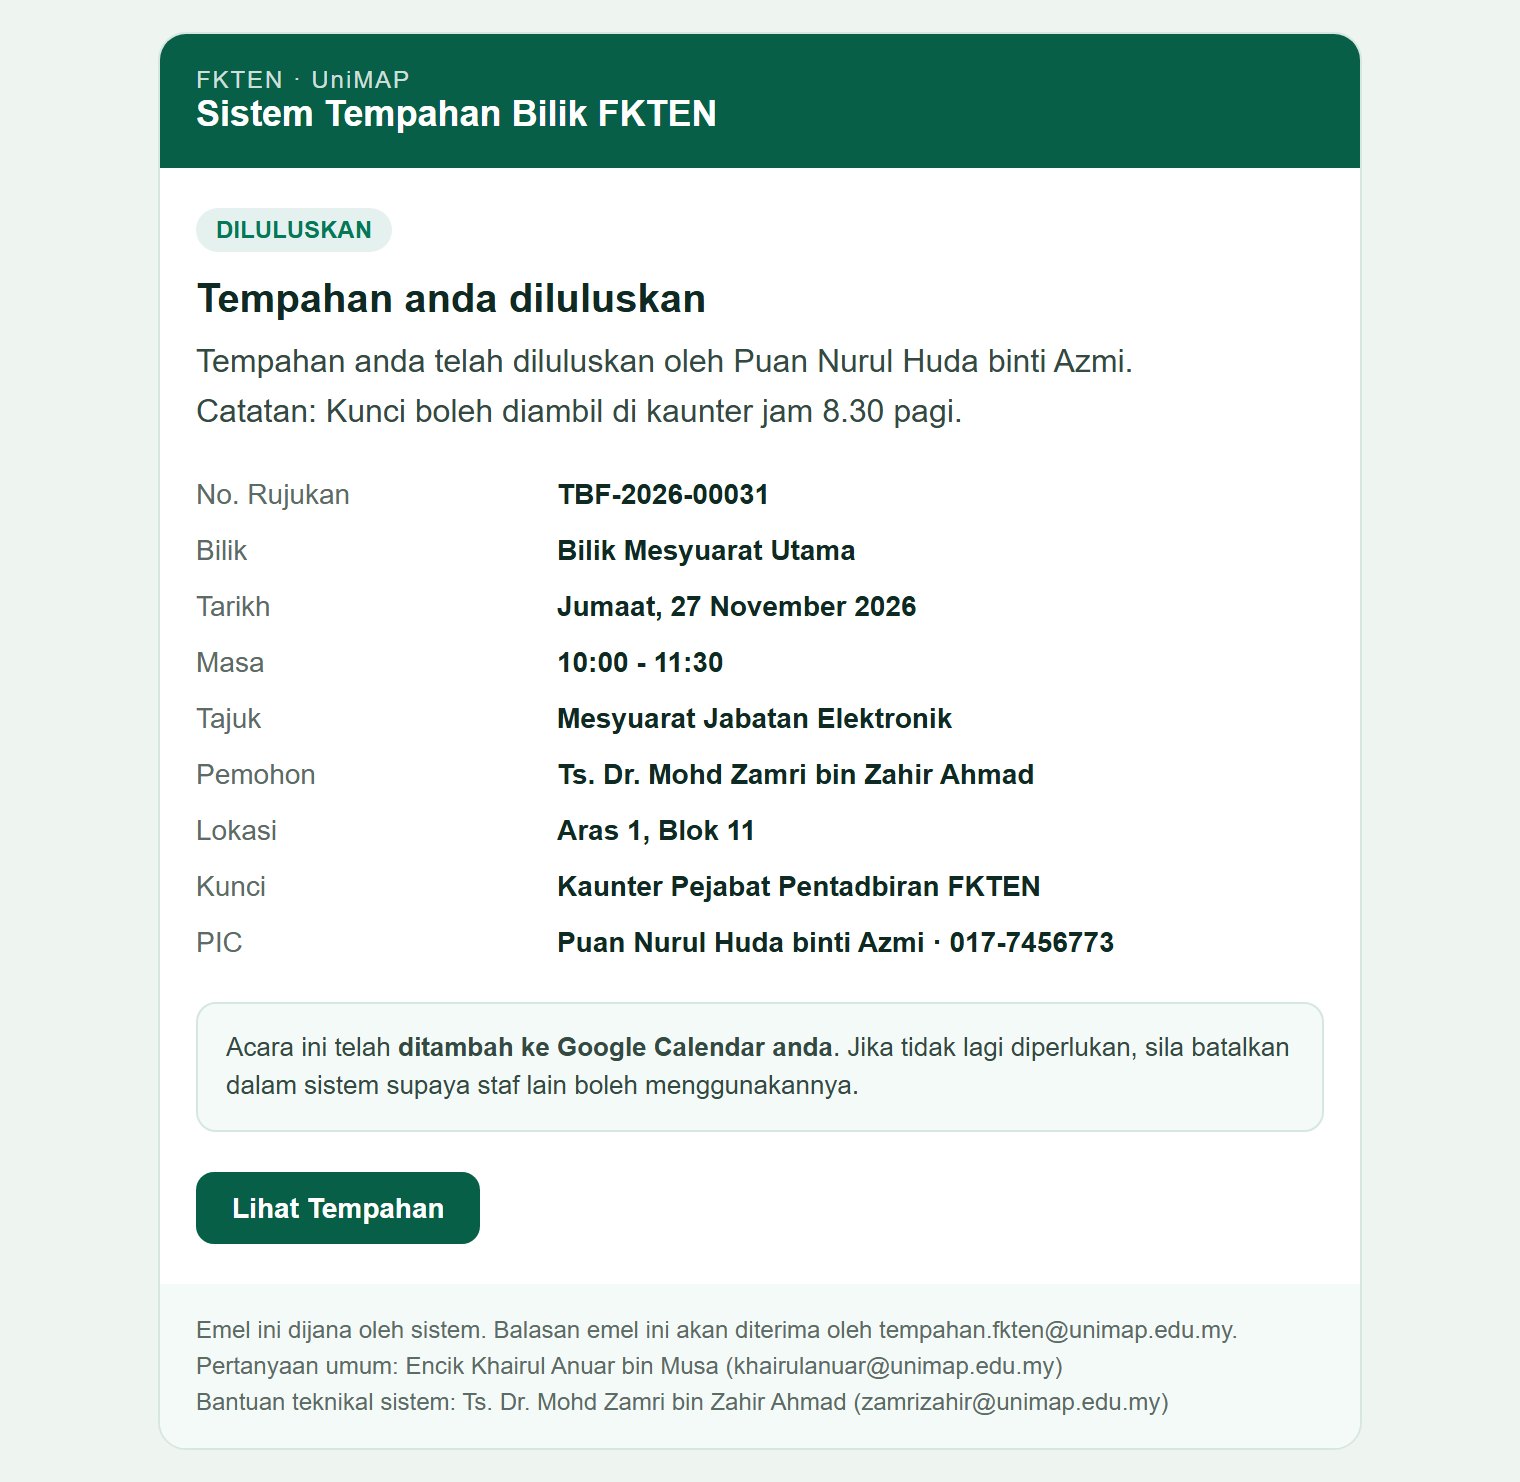 FKTEN · UniMAP
Sistem Tempahan Bilik FKTEN
DILULUSKAN
Tempahan anda diluluskan
Tempahan anda telah diluluskan oleh Puan Nurul Huda binti Azmi.
Catatan: Kunci boleh diambil di kaunter jam 8.30 pagi.
No. Rujukan TBF-2026-00031
Bilik Bilik Mesyuarat Utama
Tarikh Jumaat, 27 November 2026
Masa 10:00 - 11:30
Tajuk Mesyuarat Jabatan Elektronik
Pemohon Ts. Dr. Mohd Zamri bin Zahir Ahmad
Lokasi Aras 1, Blok 11
Kunci Kaunter Pejabat Pentadbiran FKTEN
PIC Puan Nurul Huda binti Azmi · 017-7456773
Acara ini telah ditambah ke Google Calendar anda. Jika tidak lagi diperlukan, sila batalkan
dalam sistem supaya staf lain boleh menggunakannya.
Lihat Tempahan
Emel ini dijana oleh sistem. Balasan emel ini akan diterima oleh tempahan.fkten@unimap.edu.my.
Pertanyaan umum: Encik Khairul Anuar bin Musa (khairulanuar@unimap.edu.my)
Bantuan teknikal sistem: Ts. Dr. Mohd Zamri bin Zahir Ahmad (zamrizahir@unimap.edu.my)